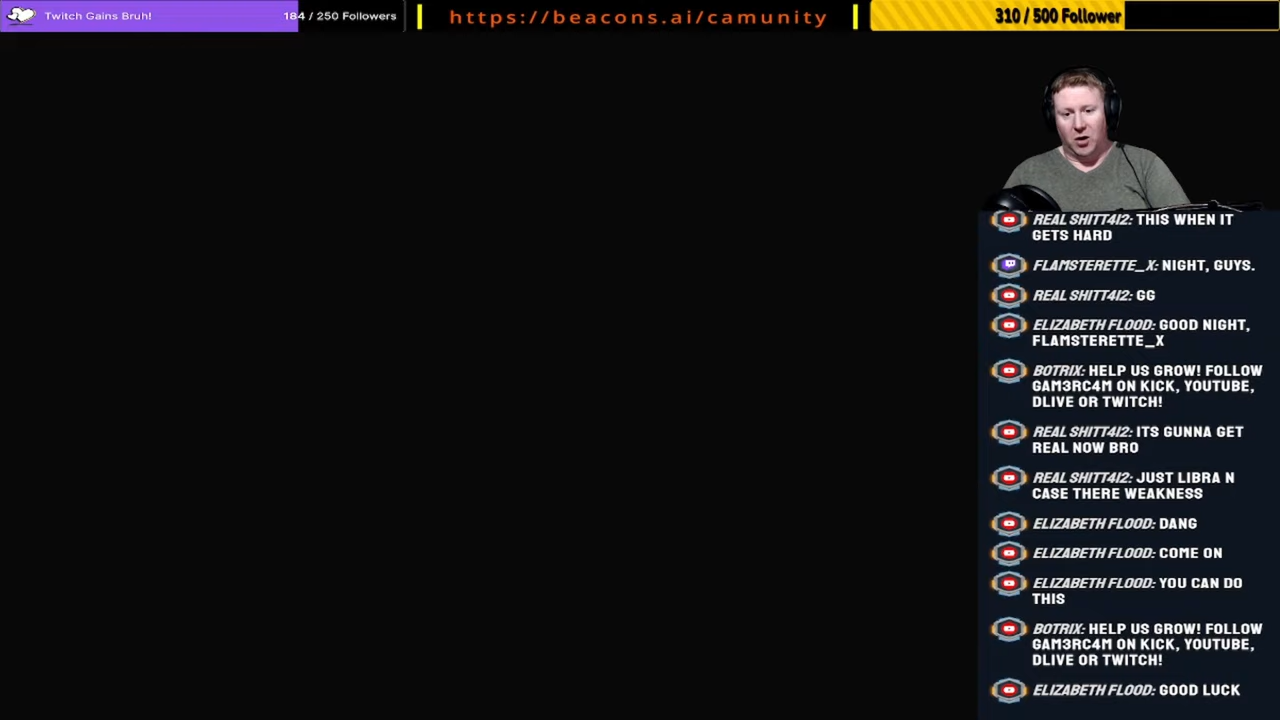 Twitch Gains Bruh!
184 / 250 Followers
https://beacons.ai/camunity
310 / 500 Follower
REAL SHITT412: THIS WHEN IT
GETS HARD
FLAMSTERETTE_X: NIGHT, GUYS.
REAL SHITT412: GG
ELIZABETH FLOOD: GOOD NIGHT,
FLAMSTERETTE_X
BOTRIX: HELP US GROW! FOLLOW
GAM3RC4M ON KICK, YOUTUBE,
DLIVE OR TWITCH!
REAL SHITT412: ITS GUNNA GET
REAL NOW BRO
REAL SHITT412: JUST LIBRA N
CASE THERE WEAKNESS
ELIZABETH FLOOD: DANG
ELIZABETH FLOOD: COME ON
ELIZABETH FLOOD: YOU CAN DO
THIS
BOTRIX: HELP US GROW! FOLLOW
GAM3RC4M ON KICK, YOUTUBE,
DLIVE OR TWITCH!
ELIZABETH FLOOD: GOOD LUCK